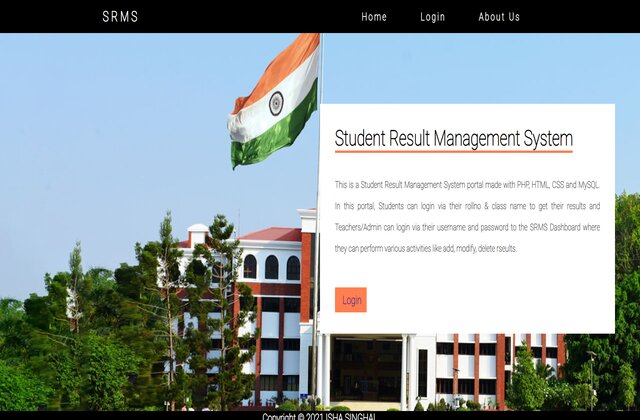 SRMS
Home Login About Us
Student Result Management System
This is a Student Result Management System portal made with PHP, HTML, CSS and MySQL.
In this portal, Students can login via their rollno & class name to get their results and
Teachers/Admin can login via their username and password to the SRMS Dashboard where
they can perform various activities like add, modify, delete rseults.
Login
Copyright © 2021 ISHA SINGHAL